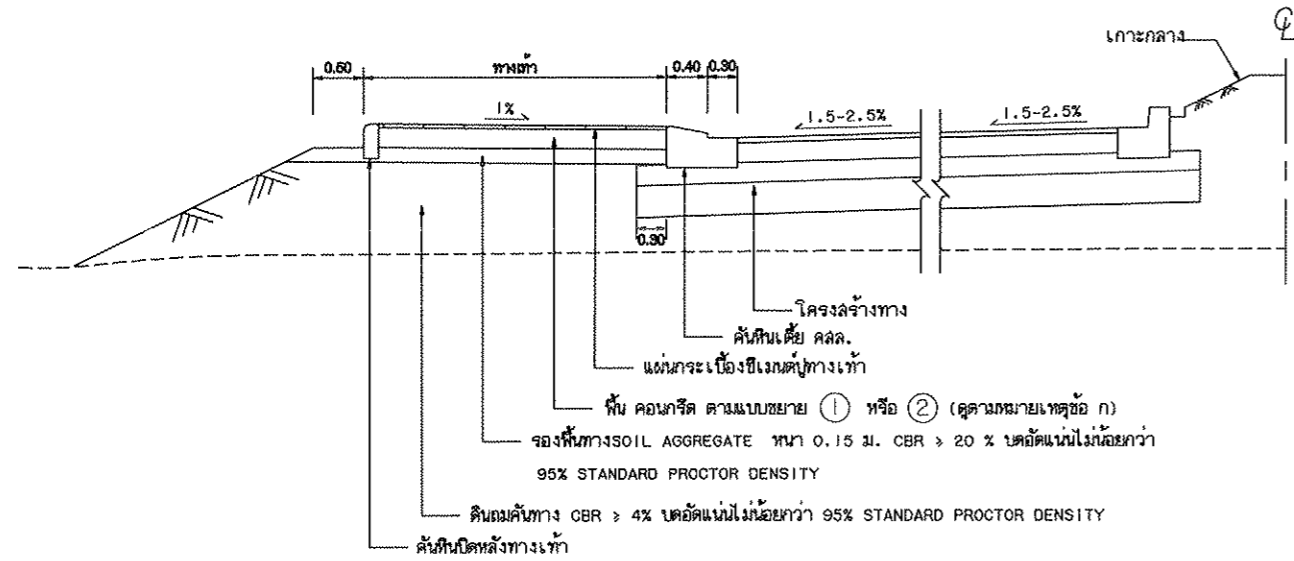 ℄
เกาะกลาง
0.60 ทางเท้า 0.40 0.30
1% 1.5-2.5% 1.5-2.5%
0.30
โครงสร้างทาง
คันหินเตี้ย คสล.
แผ่นกระเบื้องซีเมนต์ปูทางเท้า
พื้น คอนกรีต ตามแบบขยาย 1 หรือ 2 (ดูตามหมายเหตุข้อ ก)
รองพื้นทางSOIL AGGREGATE หนา 0.15 ม. CBR > 20 % บดอัดแน่นไม่น้อยกว่า
95% STANDARD PROCTOR DENSITY
ดินถมคันทาง CBR > 4% บดอัดแน่นไม่น้อยกว่า 95% STANDARD PROCTOR DENSITY
คันหินปิดหลังทางเท้า